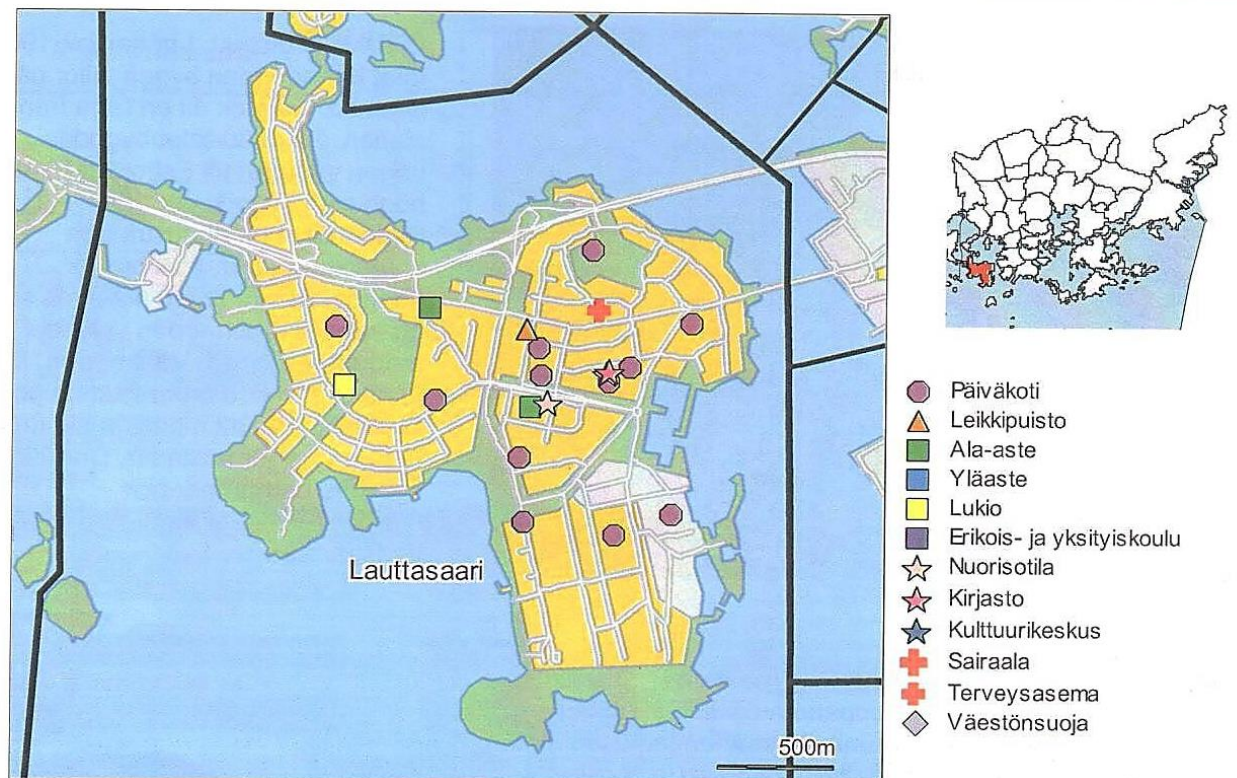 Lauttasaari
500m
Päiväkoti
Leikkipuisto
Ala-aste
Yläaste
Lukio
Erikois- ja yksityiskoulu
Nuorisotila
Kirjasto
Kulttuurikeskus
Sairaala
Terveysasema
Väestönsuoja